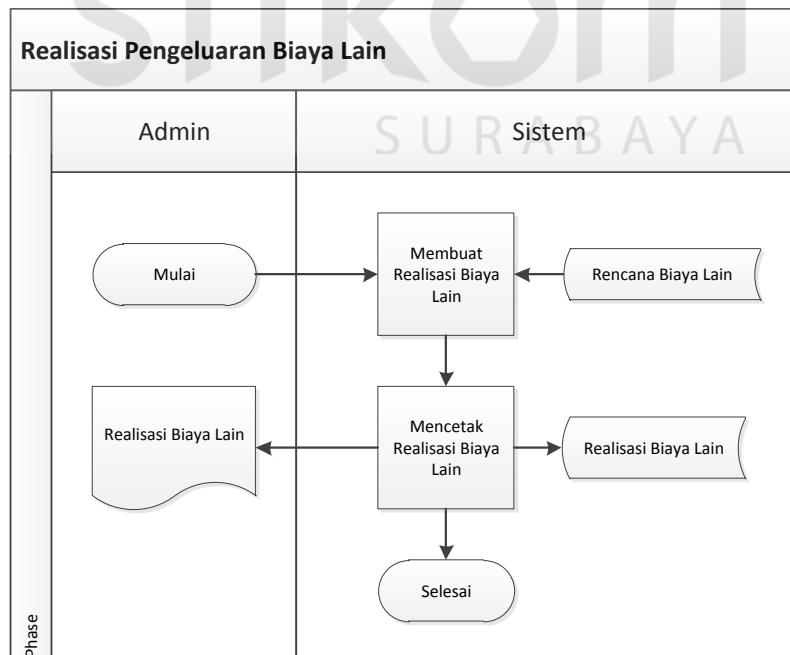 stikom
SURABAYA
Realisasi Pengeluaran Biaya Lain
Admin
Sistem
Mulai
Membuat
Realisasi Biaya
Lain
Rencana Biaya Lain
Realisasi Biaya Lain
Mencetak
Realisasi Biaya
Lain
Realisasi Biaya Lain
Selesai
Phase